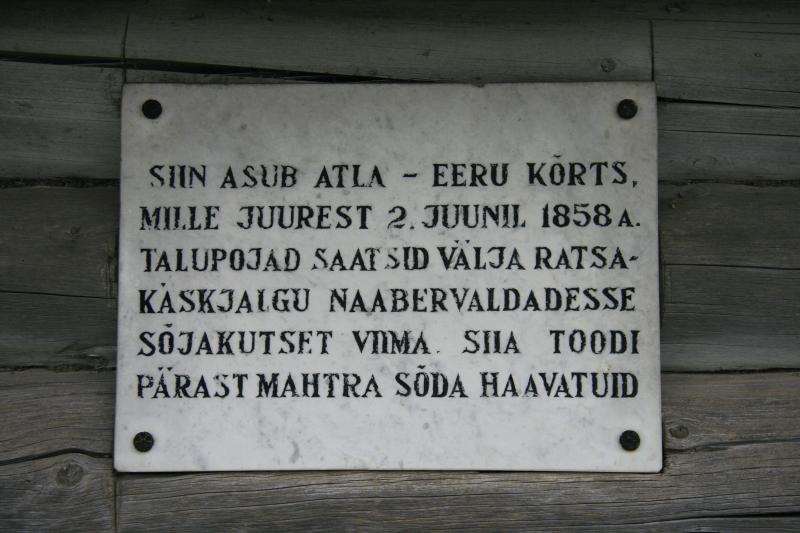 SIIN ASUB ATLA - EERU KÕRTS,
MILLE JUUREST 2. JUUNIL 1858 A.
TALUPOJAD SAATSID VÄLJA RATSA-
KÄSKJALGU NAABERVALDADESSE
SÕJAKUTSET VIIMA. SIIA TOODI
PÄRAST MAHTRA SÕDA HAAVATUID